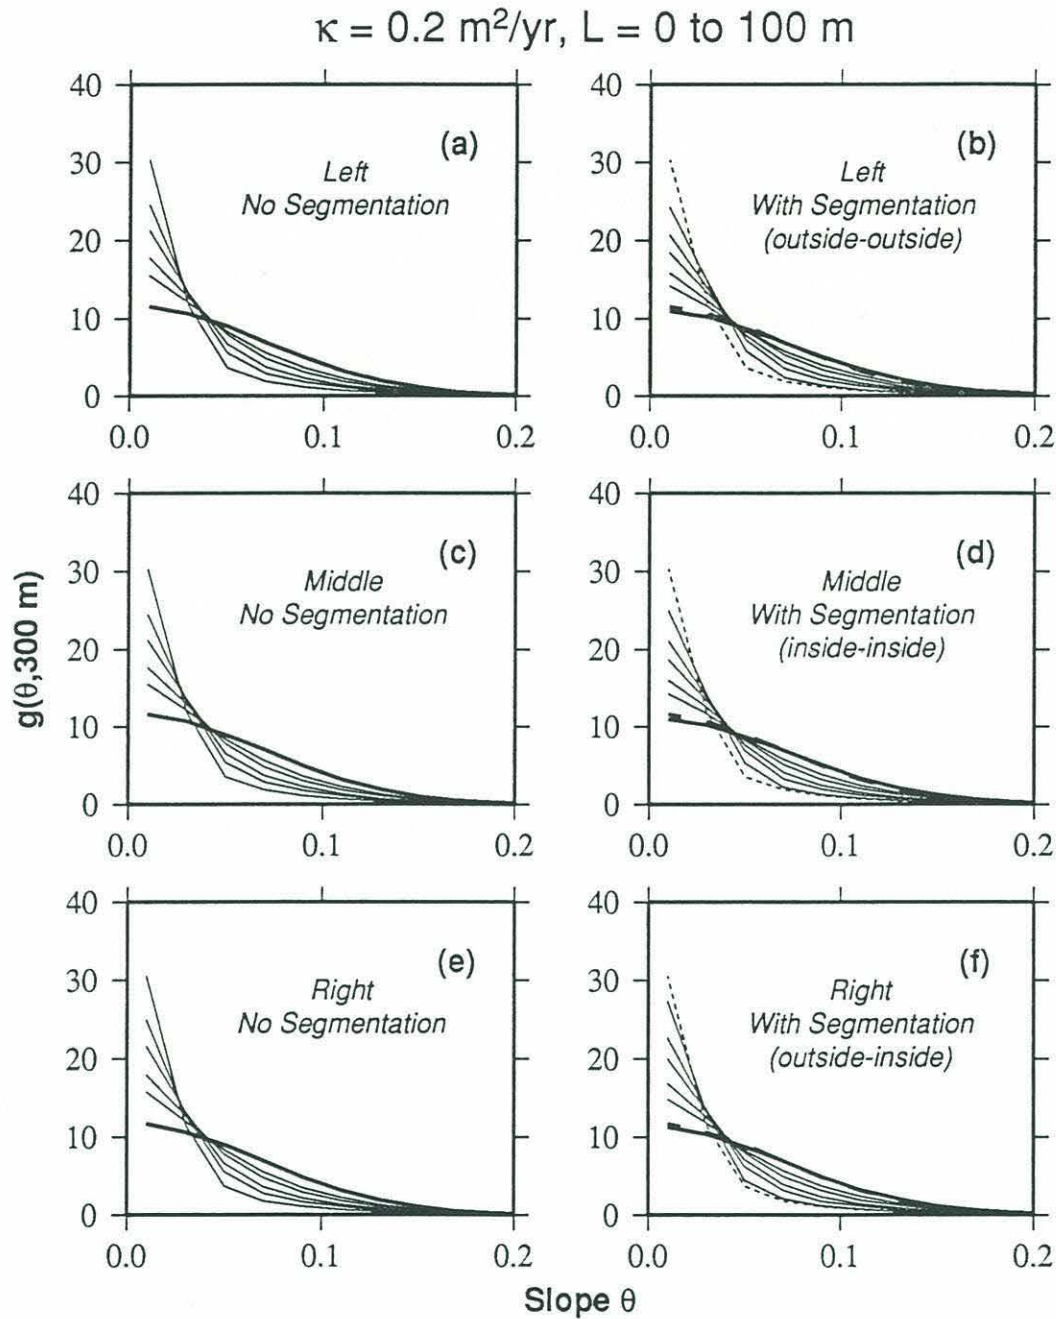 κ = 0.2 m²/yr, L = 0 to 100 m
40
30
20
10
0
0.0
0.1
0.2
(a)
Left
No Segmentation
40
30
20
10
0
0.0
0.1
0.2
(b)
Left
With Segmentation
(outside-outside)
40
30
20
10
0
0.0
0.1
0.2
(c)
Middle
No Segmentation
40
30
20
10
0
0.0
0.1
0.2
(d)
Middle
With Segmentation
(inside-inside)
40
30
20
10
0
0.0
0.1
0.2
(e)
Right
No Segmentation
40
30
20
10
0
0.0
0.1
0.2
(f)
Right
With Segmentation
(outside-inside)
g(θ,300 m)
Slope θ